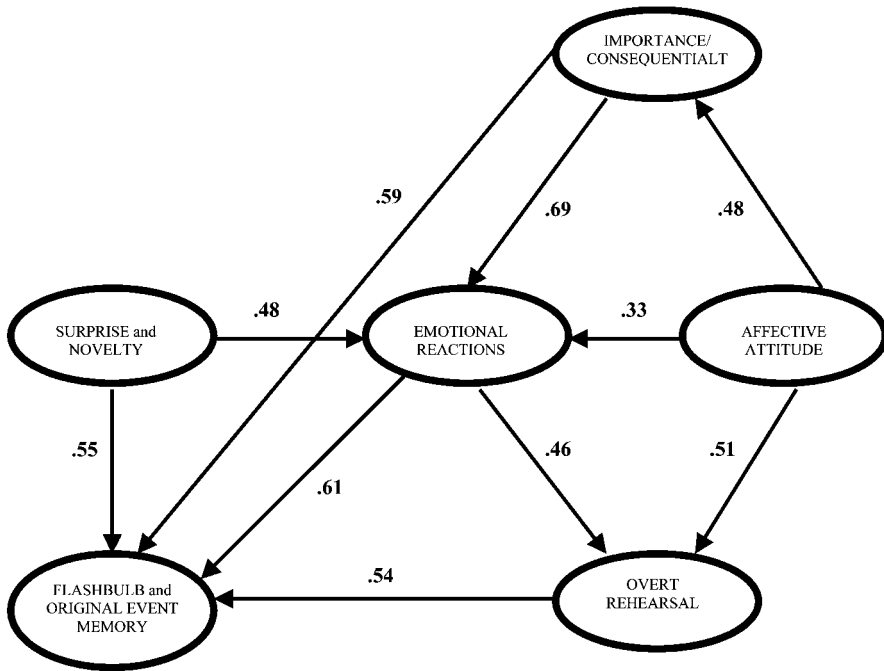 IMPORTANCE/
CONSEQUENTIALT
.59
.69
.48
SURPRISE and
NOVELTY
.48
EMOTIONAL
REACTIONS
.33
AFFECTIVE
ATTITUDE
.55
.61
.46
.51
FLASHBULB and
ORIGINAL EVENT
MEMORY
.54
OVERT
REHEARSAL